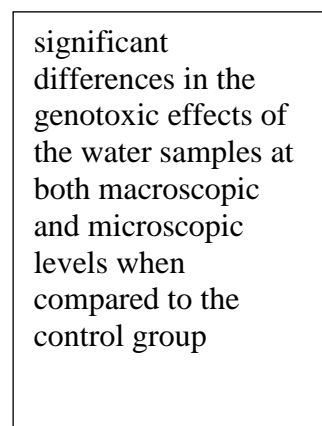 significant
differences in the
genotoxic effects of
the water samples at
both macroscopic
and microscopic
levels when
compared to the
control group